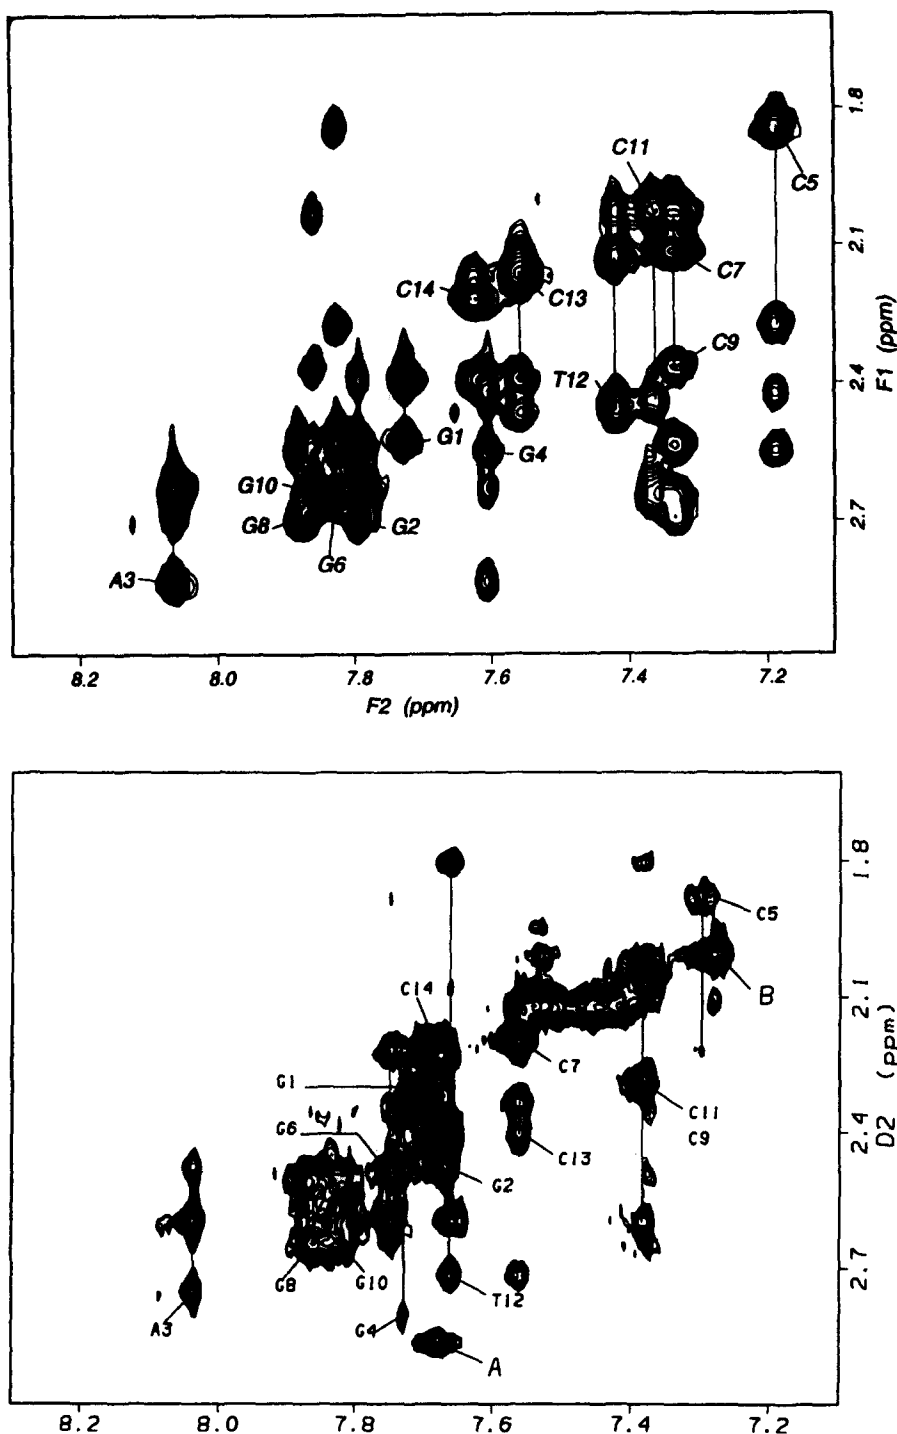 1.8
C11
C5
2.1
C7
C14
C13
C9
F1 (ppm)
2.4
T12
G1
G4
G10
G8
G2
2.7
G6
A3
8.2
8.0
7.8
7.6
7.4
7.2
F2 (ppm)
1.8
C5
C14
B
2.1
C7
G1
C11
G6
C9
2.4
C13
G2
D2 (ppm)
G8
G10
T12
2.7
A3
G4
A
8.2
8.0
7.8
7.6
7.4
7.2